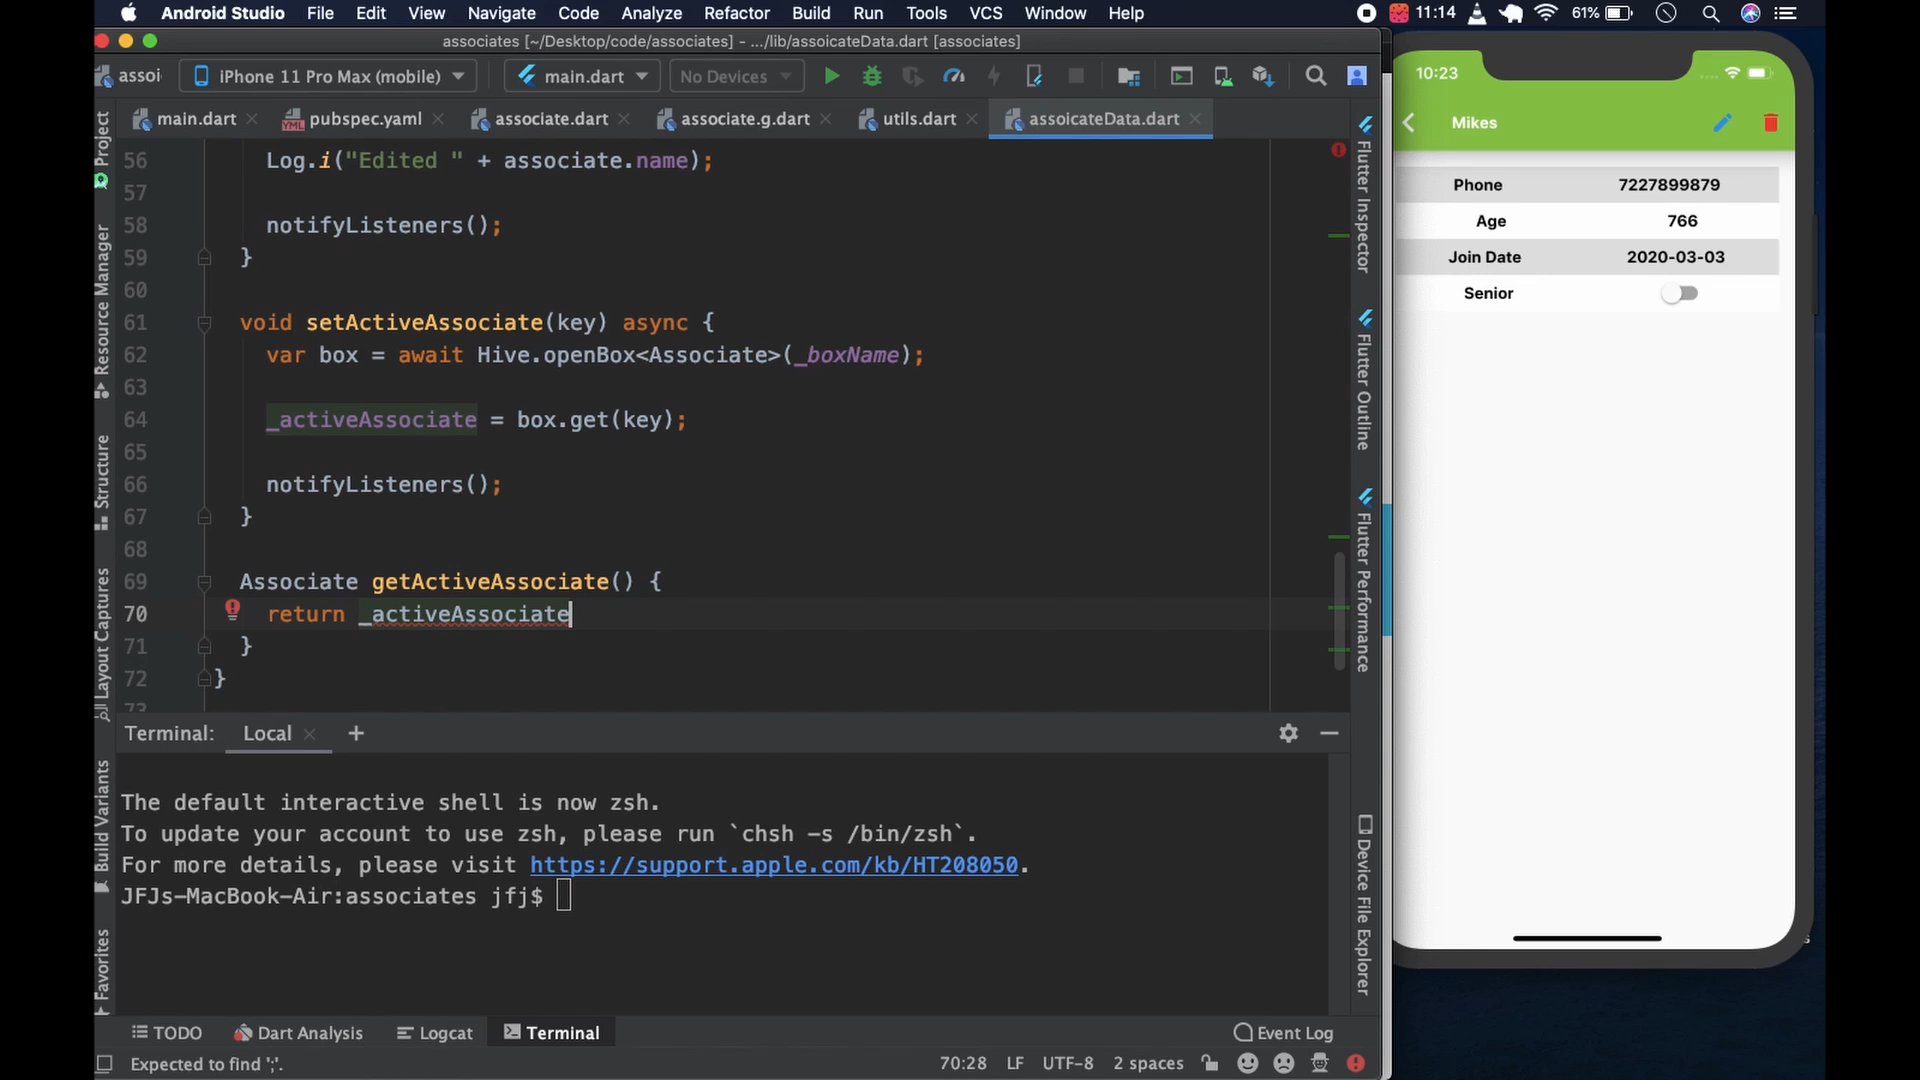 Android Studio File Edit View Navigate Code Analyze Refactor Build Run Tools VCS Window Help 11:14 61%
associates [~/Desktop/code/associates] - .../lib/assoicateData.dart [associates]
assoi iPhone 11 Pro Max (mobile) main.dart No Devices
main.dart pubspec.yaml associate.dart associate.g.dart utils.dart assoicateData.dart
Project
Resource Manager
Structure
Layout Captures
Build Variants
Favorites
56 Log.i("Edited " + associate.name);
57
58 notifyListeners();
59 }
60
61 void setActiveAssociate(key) async {
62 var box = await Hive.openBox<Associate>(_boxName);
63
64 _activeAssociate = box.get(key);
65
66 notifyListeners();
67 }
68
69 Associate getActiveAssociate() {
70 return _activeAssociate
71 }
72 }
73
Flutter Inspector
Flutter Outline
Flutter Performance
Device File Explorer
Terminal: Local +
The default interactive shell is now zsh.
To update your account to use zsh, please run `chsh -s /bin/zsh`.
For more details, please visit https://support.apple.com/kb/HT208050.
JFJs-MacBook-Air:associates jfj$
TODO Dart Analysis Logcat Terminal Event Log
Expected to find ';'. 70:28 LF UTF-8 2 spaces
10:23
Mikes
Phone 7227899879
Age 766
Join Date 2020-03-03
Senior